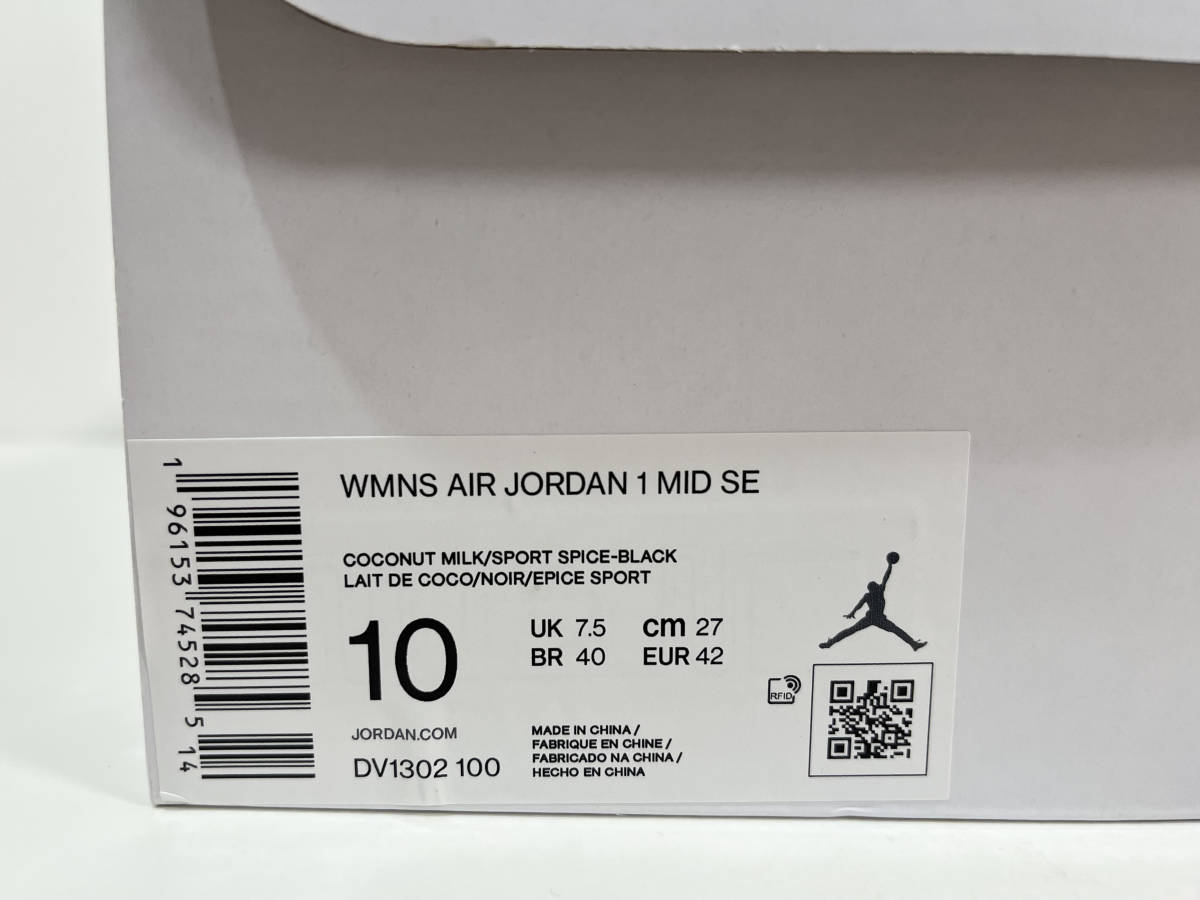 WMNS AIR JORDAN 1 MID SE
COCONUT MILK/SPORT SPICE-BLACK
LAIT DE COCO/NOIR/EPICE SPORT
10
UK 7.5 cm 27
BR 40 EUR 42
JORDAN.COM
DV1302 100
MADE IN CHINA /
FABRIQUE EN CHINE /
FABRICADO NA CHINA /
HECHO EN CHINA
RFID
1 96153 74528 5 14